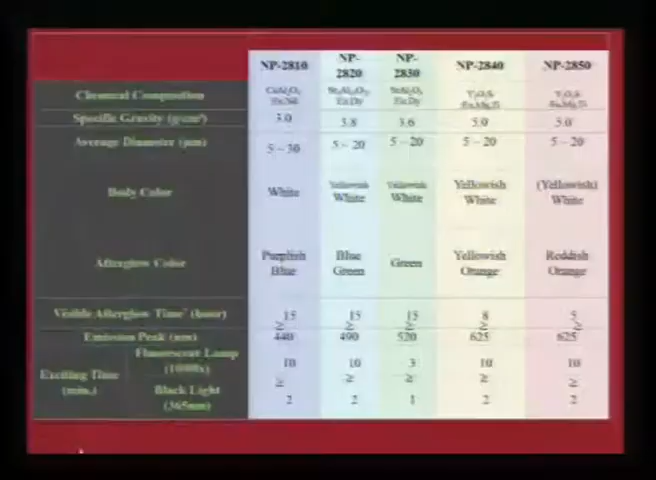 NP-2810 NP-2820 NP-2830 NP-2840 NP-2850
Chemical Composition
Specific Gravity (g/cm³) 3.0 3.8 3.6 5.0 5.0
Average Diameter (μm) 5 – 30 5 – 20 5 – 20 5 – 20 5 – 20
Body Color White Yellowish White Yellowish White Yellowish White (Yellowish) White
Afterglow Color Purplish Blue Blue Green Green Yellowish Orange Reddish Orange
Visible Afterglow Time* (hour) ≥ 15 ≥ 15 ≥ 15 ≥ 8 ≥ 5
Emission Peak (nm) 440 490 520 625 625
Exciting Time (min.)
Fluorescent Lamp 10 10 3 10 10
≥ ≥ ≥ ≥ ≥
Black Light (365nm) 2 2 1 2 2